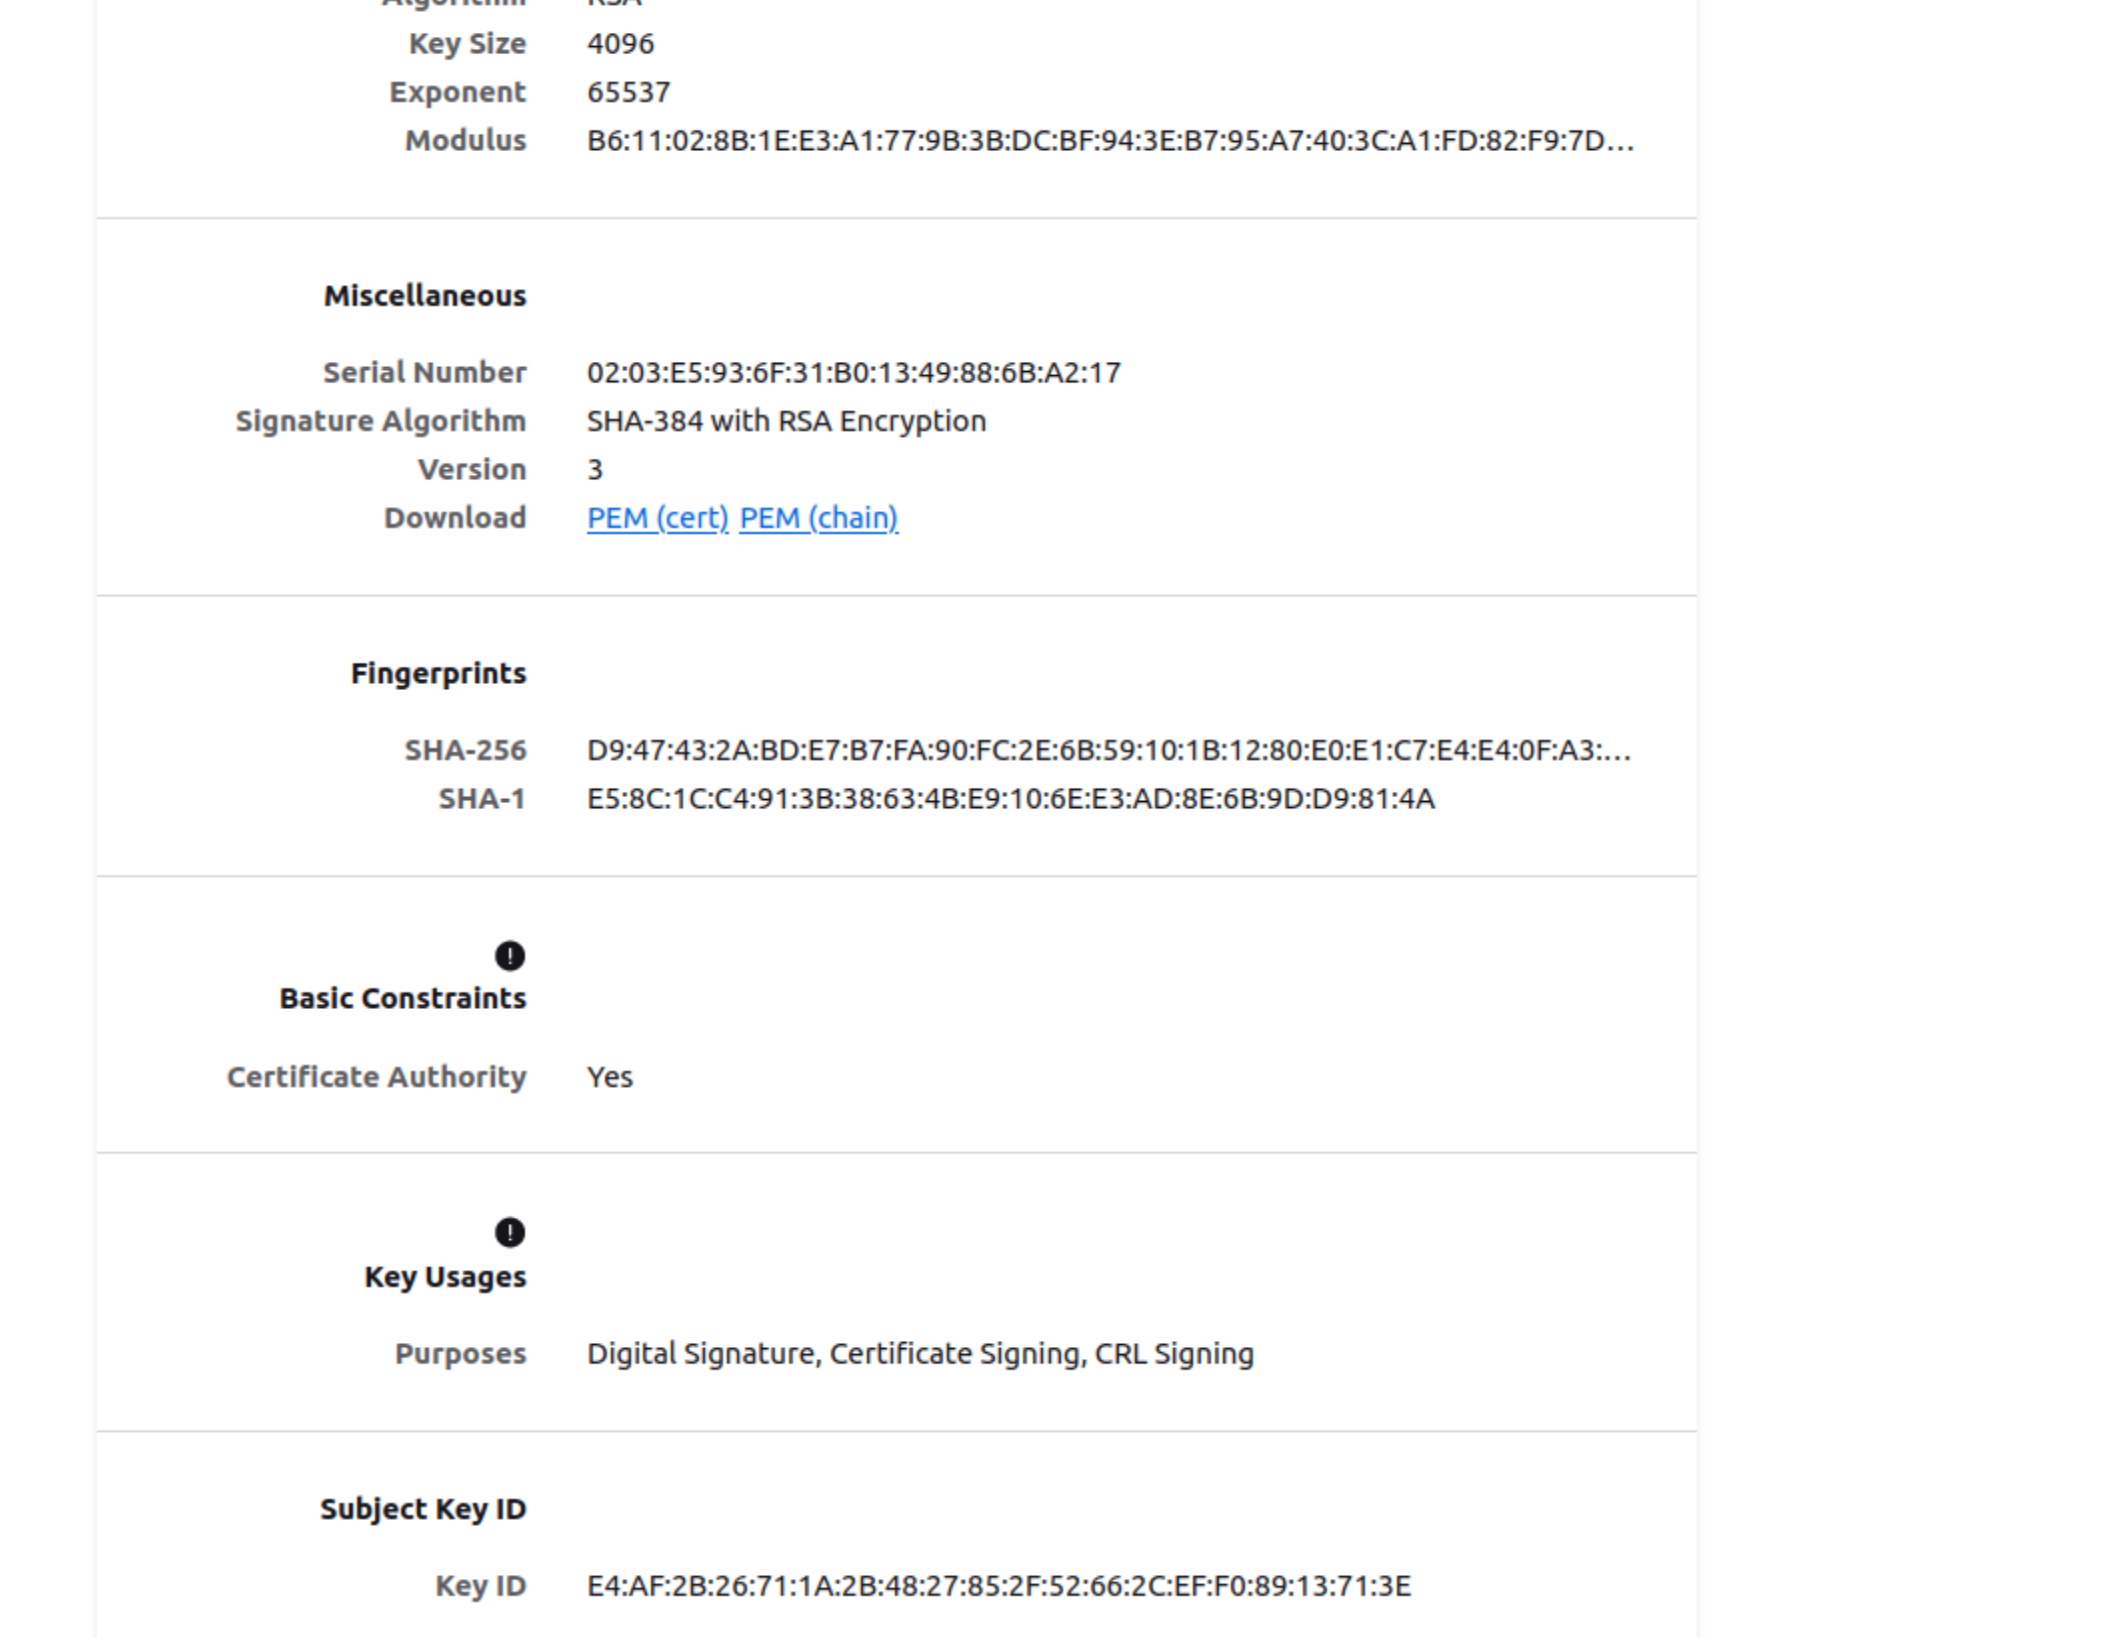 Algorithm RSA
Key Size 4096
Exponent 65537
Modulus B6:11:02:8B:1E:E3:A1:77:9B:3B:DC:BF:94:3E:B7:95:A7:40:3C:A1:FD:82:F9:7D…
Miscellaneous
Serial Number 02:03:E5:93:6F:31:B0:13:49:88:6B:A2:17
Signature Algorithm SHA-384 with RSA Encryption
Version 3
Download PEM (cert) PEM (chain)
Fingerprints
SHA-256 D9:47:43:2A:BD:E7:B7:FA:90:FC:2E:6B:59:10:1B:12:80:E0:E1:C7:E4:E4:0F:A3:…
SHA-1 E5:8C:1C:C4:91:3B:38:63:4B:E9:10:6E:E3:AD:8E:6B:9D:D9:81:4A
Basic Constraints
Certificate Authority Yes
Key Usages
Purposes Digital Signature, Certificate Signing, CRL Signing
Subject Key ID
Key ID E4:AF:2B:26:71:1A:2B:48:27:85:2F:52:66:2C:EF:F0:89:13:71:3E